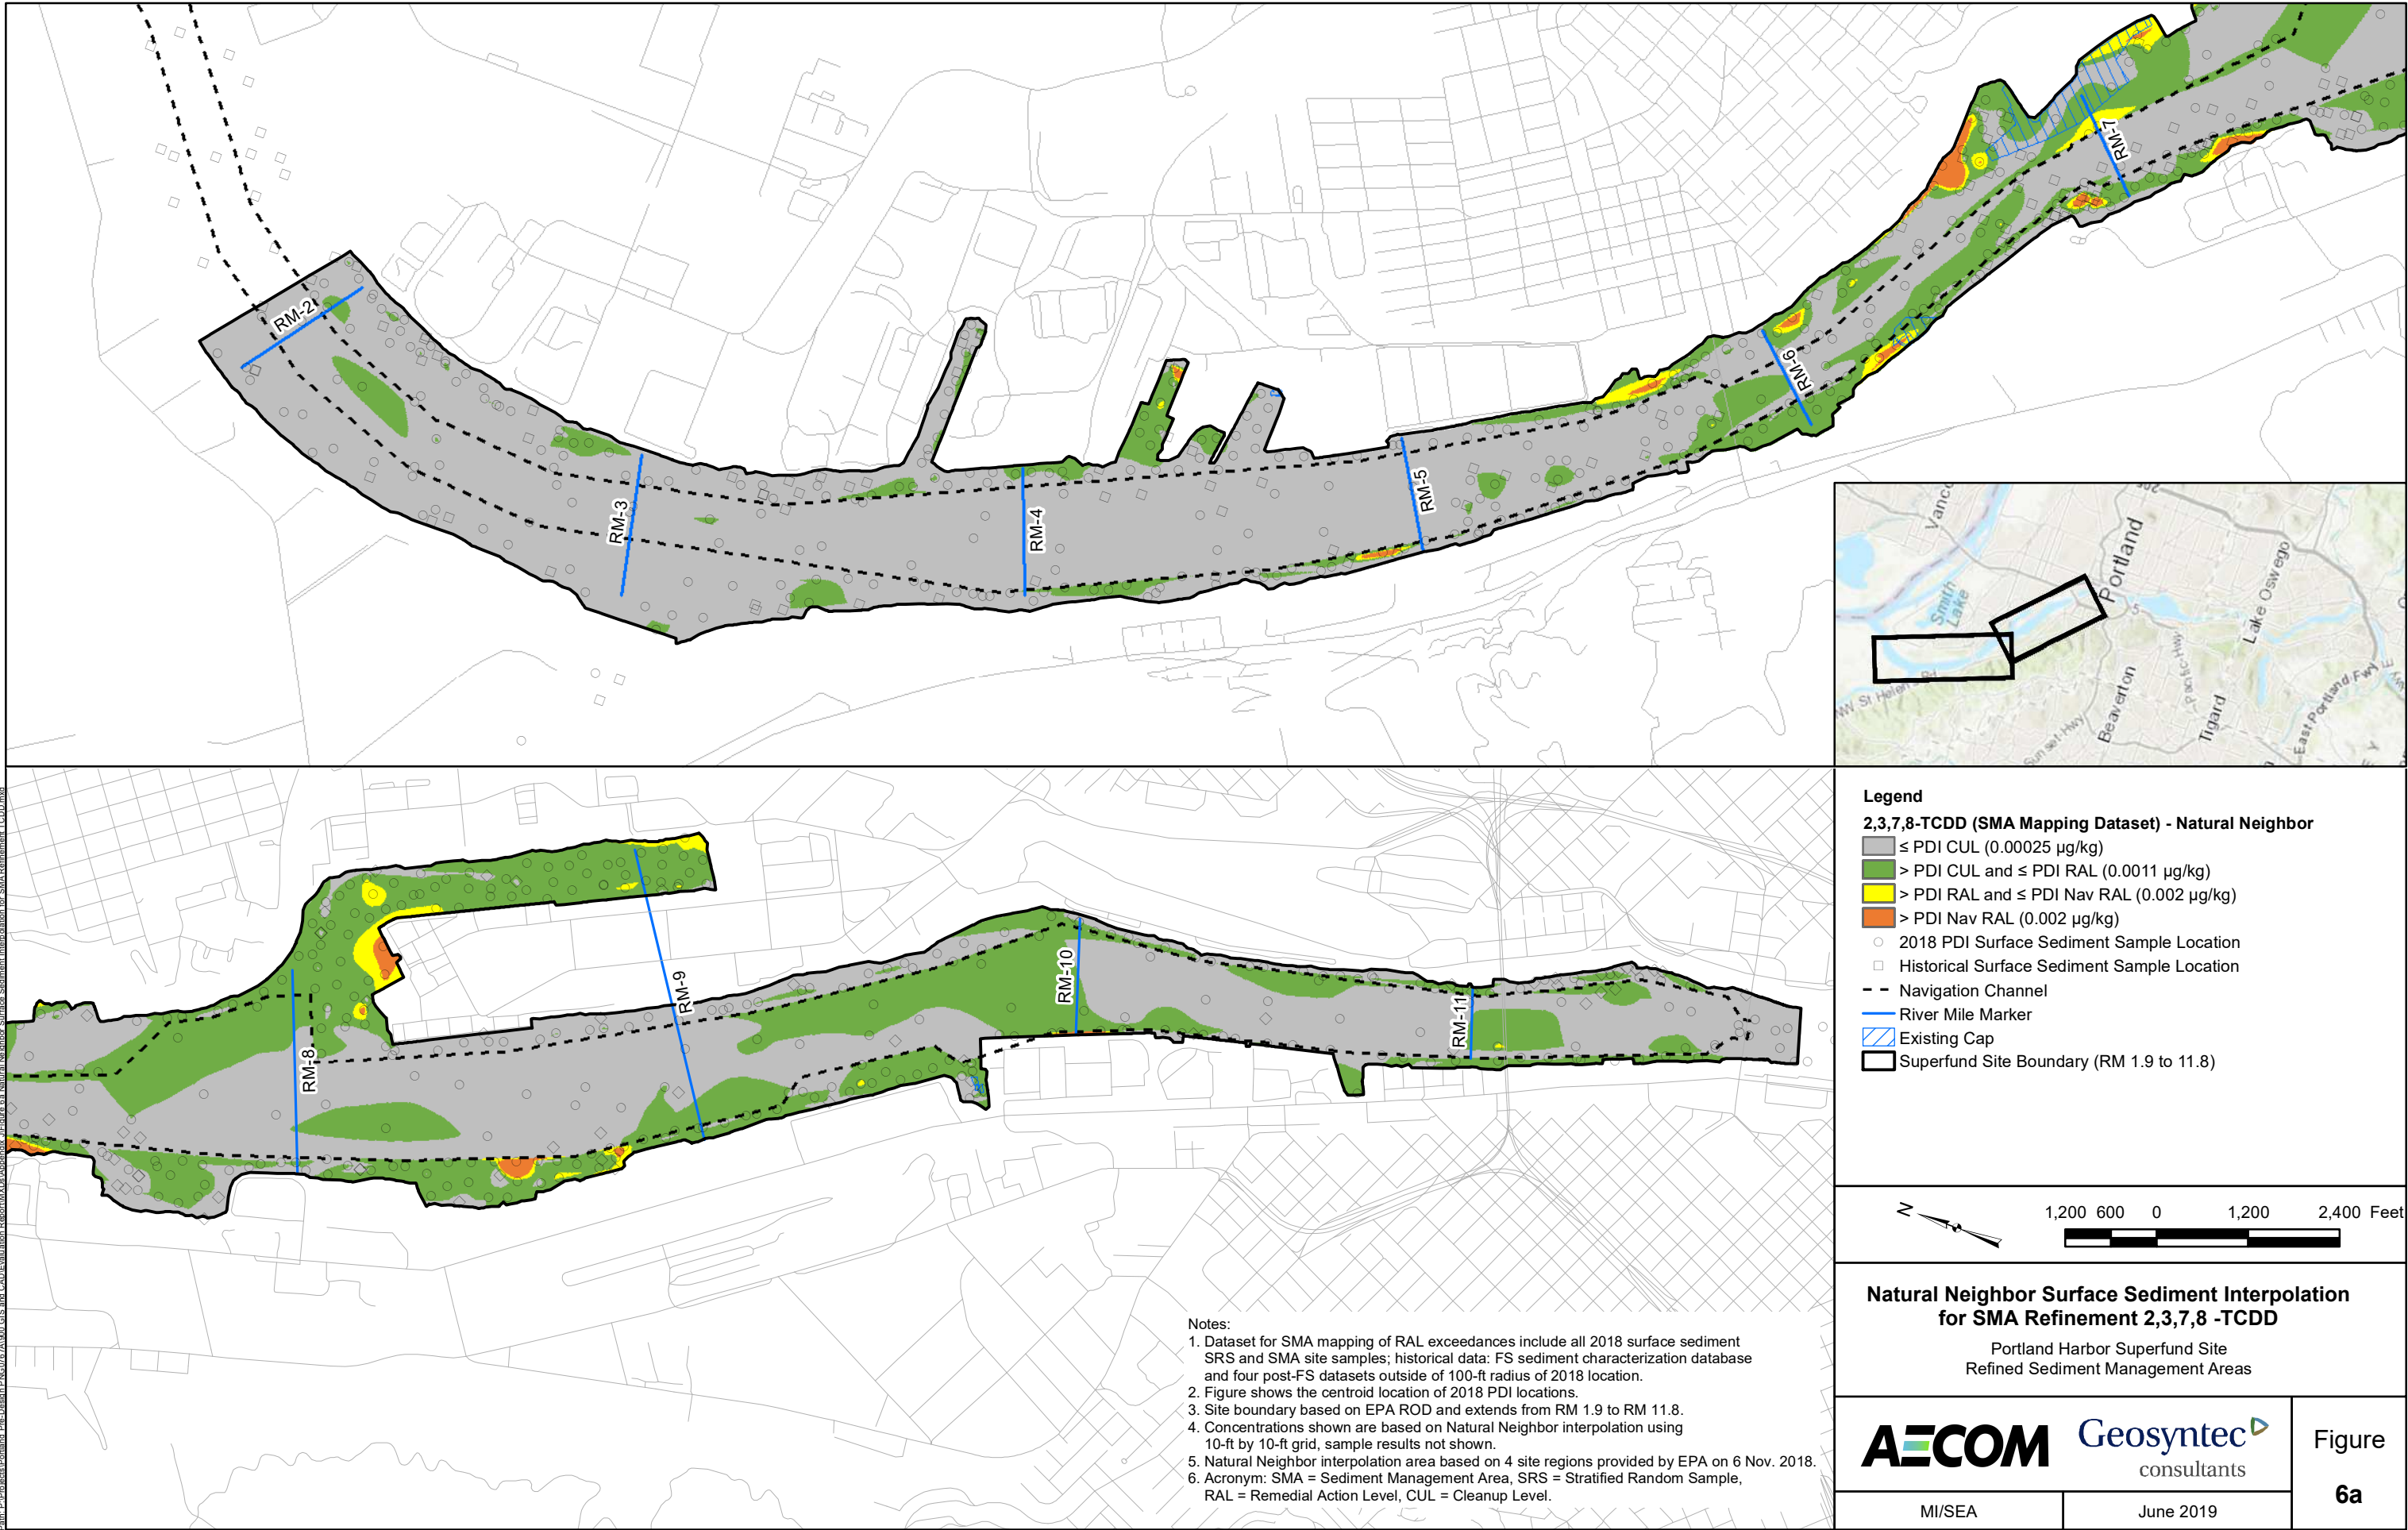 RM-2
RM-3
RM-4
RM-5
RM-6
RM-7
Vanco
Portland
Smith
Lake
5
Lake Oswego
NW St Helens Rd
Beaverton
Pacific Hwy
Tigard
Sunset Hwy
East Portland Fwy
RM-8
RM-9
RM-10
RM-11
Legend
2,3,7,8-TCDD (SMA Mapping Dataset) - Natural Neighbor
≤ PDI CUL (0.00025 µg/kg)
> PDI CUL and ≤ PDI RAL (0.0011 µg/kg)
> PDI RAL and ≤ PDI Nav RAL (0.002 µg/kg)
> PDI Nav RAL (0.002 µg/kg)
2018 PDI Surface Sediment Sample Location
Historical Surface Sediment Sample Location
Navigation Channel
River Mile Marker
Existing Cap
Superfund Site Boundary (RM 1.9 to 11.8)
N
1,200 600 0 1,200 2,400 Feet
Natural Neighbor Surface Sediment Interpolation
for SMA Refinement 2,3,7,8 -TCDD
Portland Harbor Superfund Site
Refined Sediment Management Areas
AECOM
Geosyntec
consultants
Figure
6a
MI/SEA
June 2019
Notes:
1. Dataset for SMA mapping of RAL exceedances include all 2018 surface sediment
SRS and SMA site samples; historical data: FS sediment characterization database
and four post-FS datasets outside of 100-ft radius of 2018 location.
2. Figure shows the centroid location of 2018 PDI locations.
3. Site boundary based on EPA ROD and extends from RM 1.9 to RM 11.8.
4. Concentrations shown are based on Natural Neighbor interpolation using
10-ft by 10-ft grid, sample results not shown.
5. Natural Neighbor interpolation area based on 4 site regions provided by EPA on 6 Nov. 2018.
6. Acronym: SMA = Sediment Management Area, SRS = Stratified Random Sample,
RAL = Remedial Action Level, CUL = Cleanup Level.